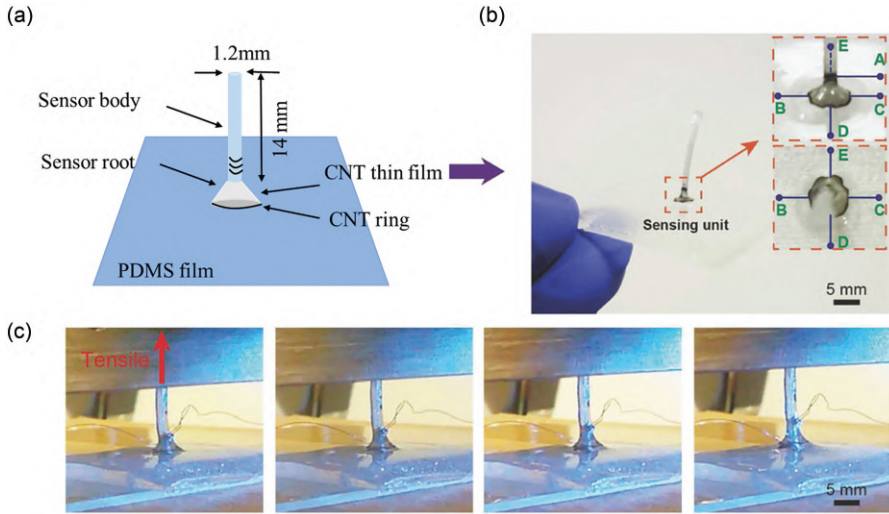 (a)
1.2mm
Sensor body
14 mm
Sensor root
CNT thin film
CNT ring
PDMS film
(b)
E
A
B
C
D
E
B
C
D
Sensing unit
5 mm
(c)
Tensile
5 mm